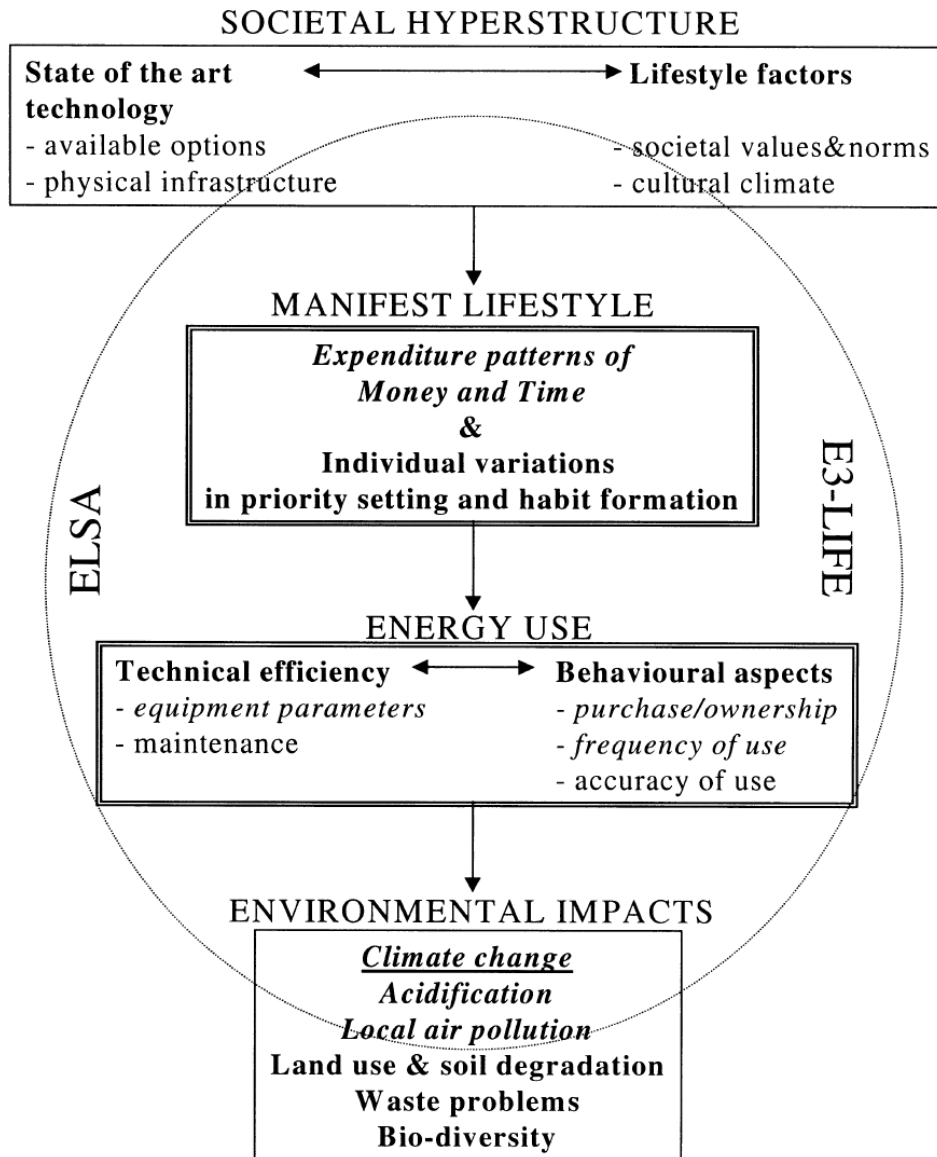 SOCIETAL HYPERSTRUCTURE
State of the art
technology
- available options
- physical infrastructure
Lifestyle factors
- societal values&norms
- cultural climate
MANIFEST LIFESTYLE
Expenditure patterns of
Money and Time
&
Individual variations
in priority setting and habit formation
ELSA
E3-LIFE
ENERGY USE
Technical efficiency
- equipment parameters
- maintenance
Behavioural aspects
- purchase/ownership
- frequency of use
- accuracy of use
ENVIRONMENTAL IMPACTS
Climate change
Acidification
Local air pollution
Land use & soil degradation
Waste problems
Bio-diversity